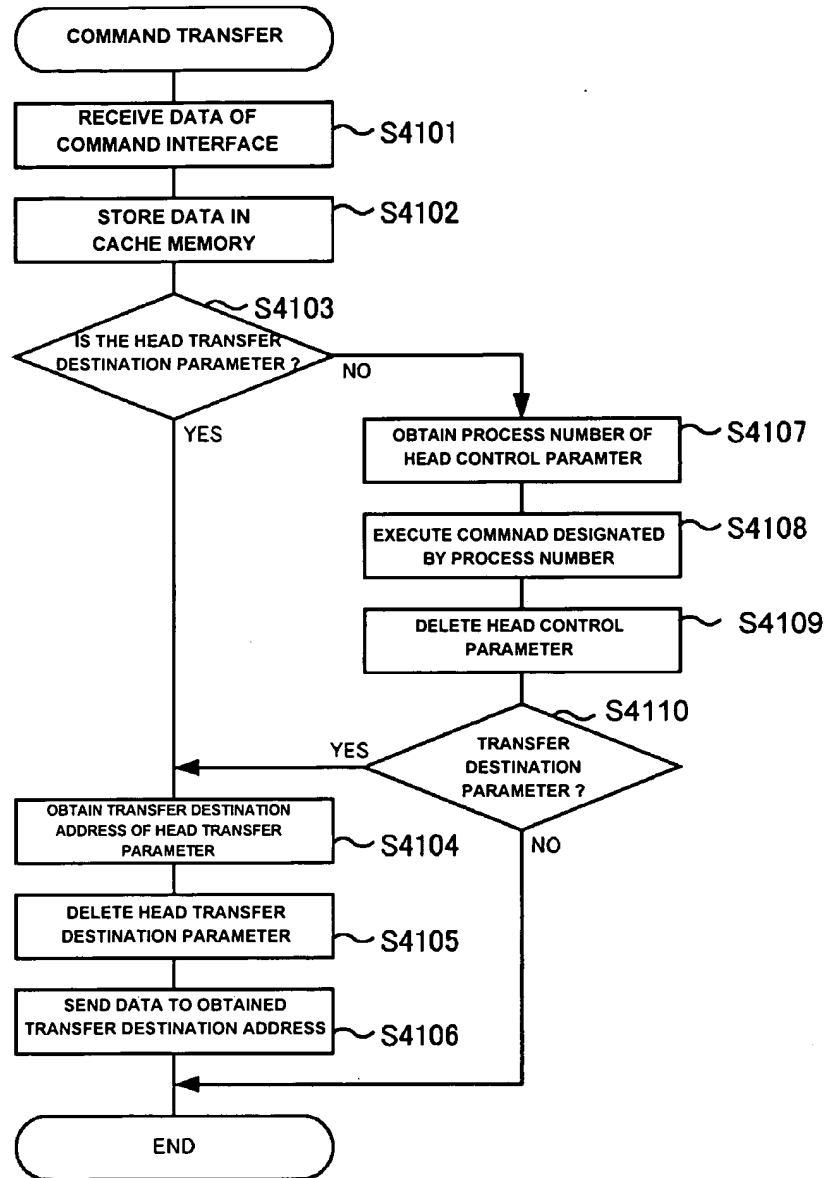 COMMAND TRANSFER
RECEIVE DATA OF
COMMAND INTERFACE
S4101
STORE DATA IN
CACHE MEMORY
S4102
S4103
IS THE HEAD TRANSFER
DESTINATION PARAMETER ?
NO
YES
OBTAIN PROCESS NUMBER OF
HEAD CONTROL PARAMTER
S4107
EXECUTE COMMNAD DESIGNATED
BY PROCESS NUMBER
S4108
DELETE HEAD CONTROL
PARAMETER
S4109
S4110
TRANSFER
DESTINATION
PARAMETER ?
YES
NO
OBTAIN TRANSFER DESTINATION
ADDRESS OF HEAD TRANSFER
PARAMETER
S4104
DELETE HEAD TRANSFER
DESTINATION PARAMETER
S4105
SEND DATA TO OBTAINED
TRANSFER DESTINATION ADDRESS
S4106
END